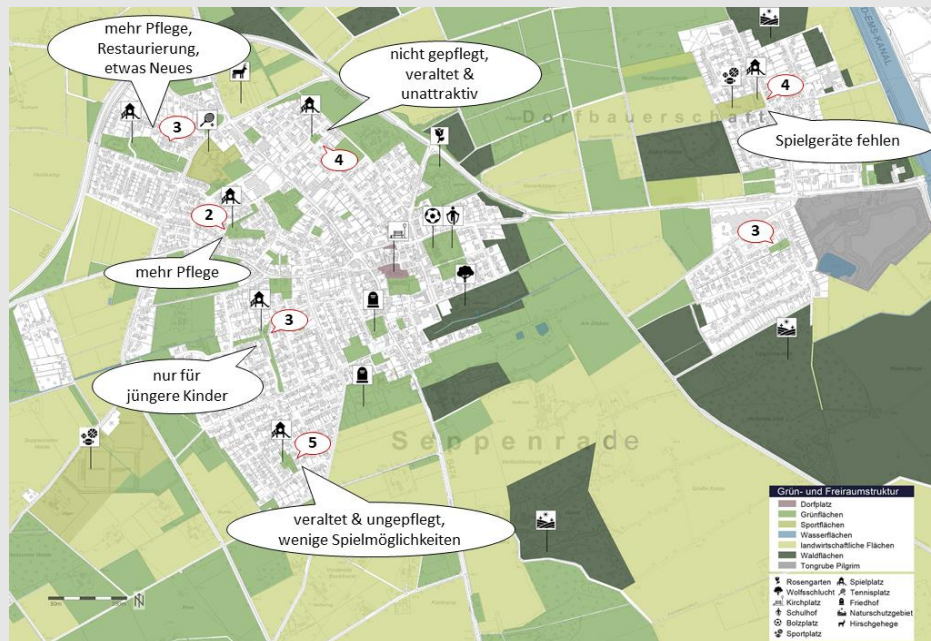 mehr Pflege,
Restaurierung,
etwas Neues
nicht gepflegt,
veraltet &
unattraktiv
D-EMS-KANAL
Dorfbauerschaft
3
4
4
Spielgeräte fehlen
2
3
mehr Pflege
3
nur für
jüngere Kinder
Seppenrade
5
veraltet & ungepflegt,
wenige Spielmöglichkeiten
Grün- und Freiraumstruktur
Dorfplatz
Grünflächen
Sportflächen
Wasserflächen
landwirtschaftliche Flächen
Waldflächen
Tongrube Pilgrim
Rosengarten Spielplatz
Wolfsschlucht Tennisplatz
Kirchplatz Friedhof
Schulhof Naturschutzgebiet
Bolzplatz Hirschgehege
Sportplatz